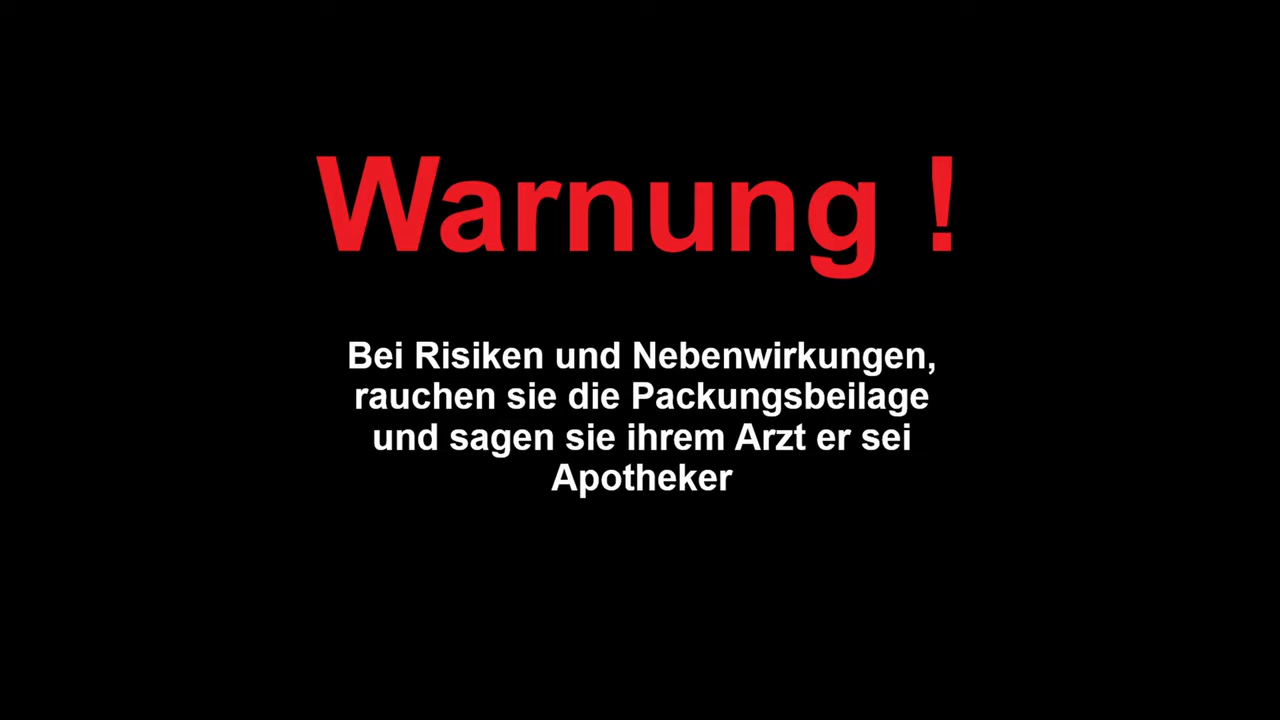 Warnung !
Bei Risiken und Nebenwirkungen,
rauchen sie die Packungsbeilage
und sagen sie ihrem Arzt er sei
Apotheker